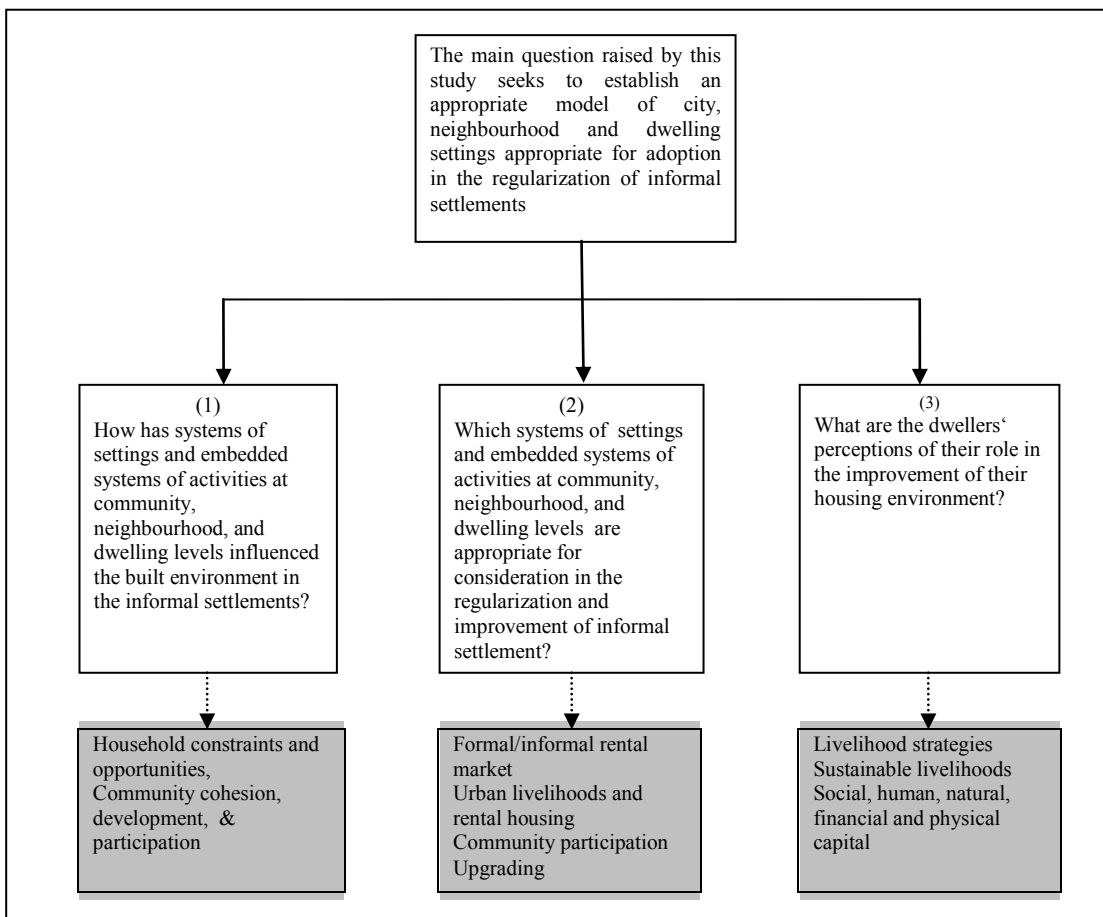 The main question raised by this
study seeks to establish an
appropriate model of city,
neighbourhood and dwelling
settings appropriate for adoption
in the regularization of informal
settlements
(1)
How has systems of
settings and embedded
systems of activities at
community,
neighbourhood, and
dwelling levels influenced
the built environment in
the informal settlements?
(2)
Which systems of settings
and embedded systems of
activities at community,
neighbourhood, and
dwelling levels are
appropriate for
consideration in the
regularization and
improvement of informal
settlement?
(3)
What are the dwellers‘
perceptions of their role in
the improvement of their
housing environment?
Household constraints and
opportunities,
Community cohesion,
development, &
participation
Formal/informal rental
market
Urban livelihoods and
rental housing
Community participation
Upgrading
Livelihood strategies
Sustainable livelihoods
Social, human, natural,
financial and physical
capital